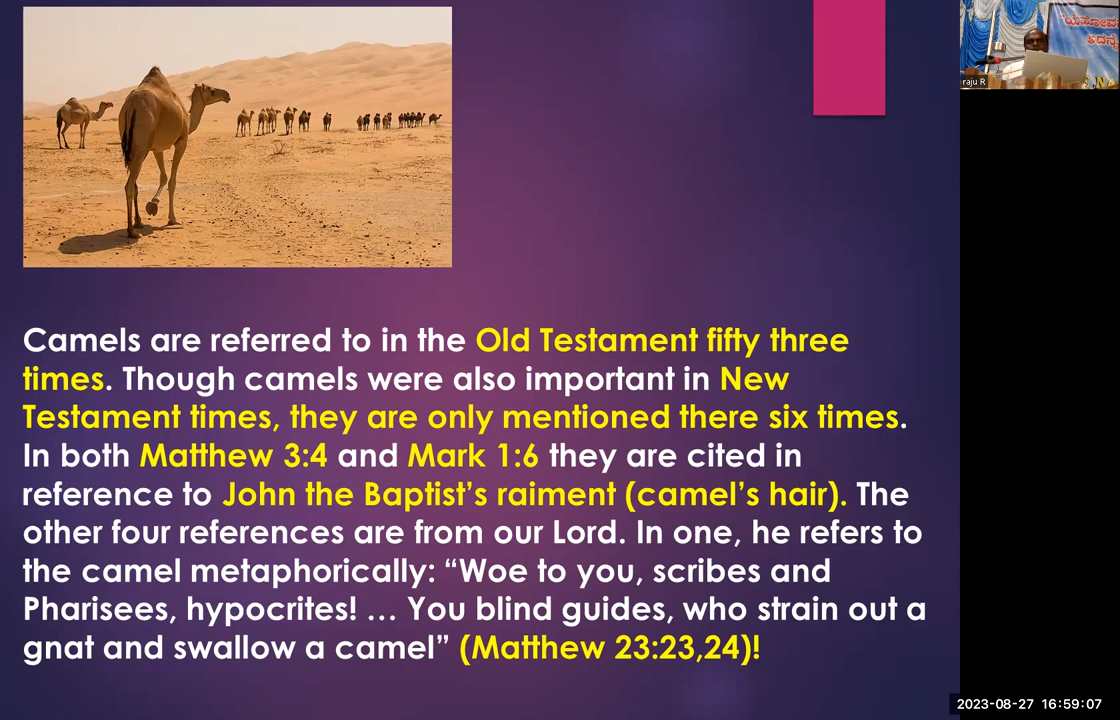 Camels are referred to in the Old Testament fifty three
times. Though camels were also important in New
Testament times, they are only mentioned there six times.
In both Matthew 3:4 and Mark 1:6 they are cited in
reference to John the Baptist’s raiment (camel’s hair). The
other four references are from our Lord. In one, he refers to
the camel metaphorically: “Woe to you, scribes and
Pharisees, hypocrites! … You blind guides, who strain out a
gnat and swallow a camel” (Matthew 23:23,24)!
raju R
2023-08-27 16:59:07